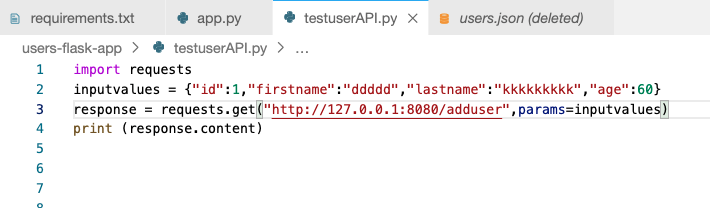 requirements.txt app.py testuserAPI.py × users.json (deleted)
users-flask-app > testuserAPI.py > ...
1 import requests
2 inputvalues = {"id":1,"firstname":"ddddd","lastname":"kkkkkkkkk","age":60}
3 response = requests.get("http://127.0.0.1:8080/adduser",params=inputvalues)
4 print (response.content)
5
6
7
8